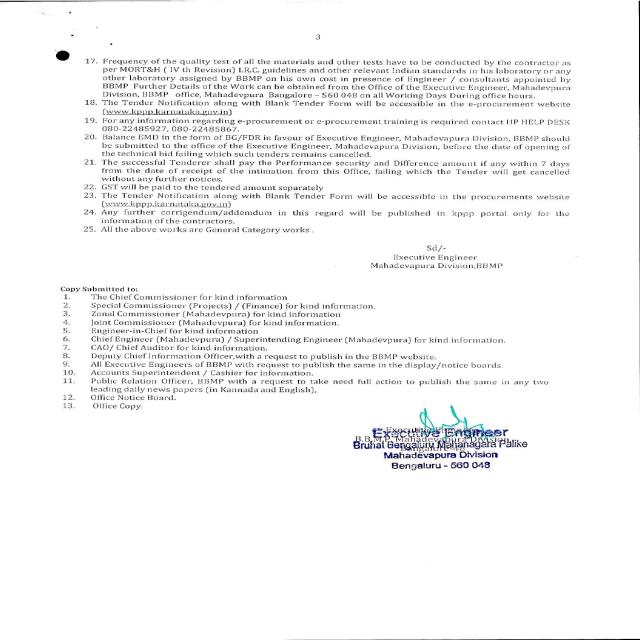 3
17. Frequency of the quality test of all the materials and other tests have to be conducted by the contractor as
per MORT&H ( IV th Revision) I.R.C. guidelines and other relevant Indian standards in his laboratory or any
other laboratory assigned by BBMP on his own cost in presence of Engineer / consultants appointed by
BBMP Further Details of the Work can be obtained from the Office of the Executive Engineer, Mahadevpura
Division, BBMP office, Mahadevpura Bangalore – 560 048 on all Working Days During office hours.
18. The Tender Notification along with Blank Tender Form will be accessible in the e-procurement website
(www.kppp.karnataka.gov.in)
19. For any information regarding e-procurement or e-procurement training is required contact HP HELP DESK
080-22485927, 080-22485867.
20. Balance EMD in the form of BG/FDR in favour of Executive Engineer, Mahadevapura Division, BBMP should
be submitted to the office of the Executive Engineer, Mahadevapura Division, before the date of opening of
the technical bid failing which such tenders remains cancelled.
21. The successful Tenderer shall pay the Performance security and Difference amount if any within 7 days
from the date of receipt of the intimation from this Office, failing which the Tender will get cancelled
without any further notices.
22. GST will be paid to the tendered amount separately
23. The Tender Notification along with Blank Tender Form will be accessible in the procurements website
(www.kppp.karnataka.gov.in)
24. Any further corrigendum/addemdum in this regard will be published in kppp portal only for the
information of the contractors.
25. All the above works are General Category works .
Sd/-
Executive Engineer
Mahadevapura Division,BBMP
Copy Submitted to:
1. The Chief Commissioner for kind information
2. Special Commissioner (Projects) / (Finance) for kind information.
3. Zonal Commissioner (Mahadevpura) for kind information
4. Joint Commissioner (Mahadevpura) for kind information.
5. Engineer-in-Chief for kind information
6. Chief Engineer (Mahadevpura) / Superintending Engineer (Mahadevpura) for kind information.
7. CAO/ Chief Auditor for kind information.
8. Deputy Chief Information Officer,with a request to publish in the BBMP website.
9. All Executive Engineers of BBMP with request to publish the same in the display/notice boards.
10. Accounts Superintendent / Cashier for information.
11. Public Relation Officer, BBMP with a request to take need full action to publish the same in any two
leading daily news papers (in Kannada and English),
12. Office Notice Board.
13. Office Copy.
Executive Engineer
B.B.M.P. Mahadevapura Division
Bruhat Bengaluru Mahanagara Palike
Mahadevapura Division
Bengaluru - 560 048